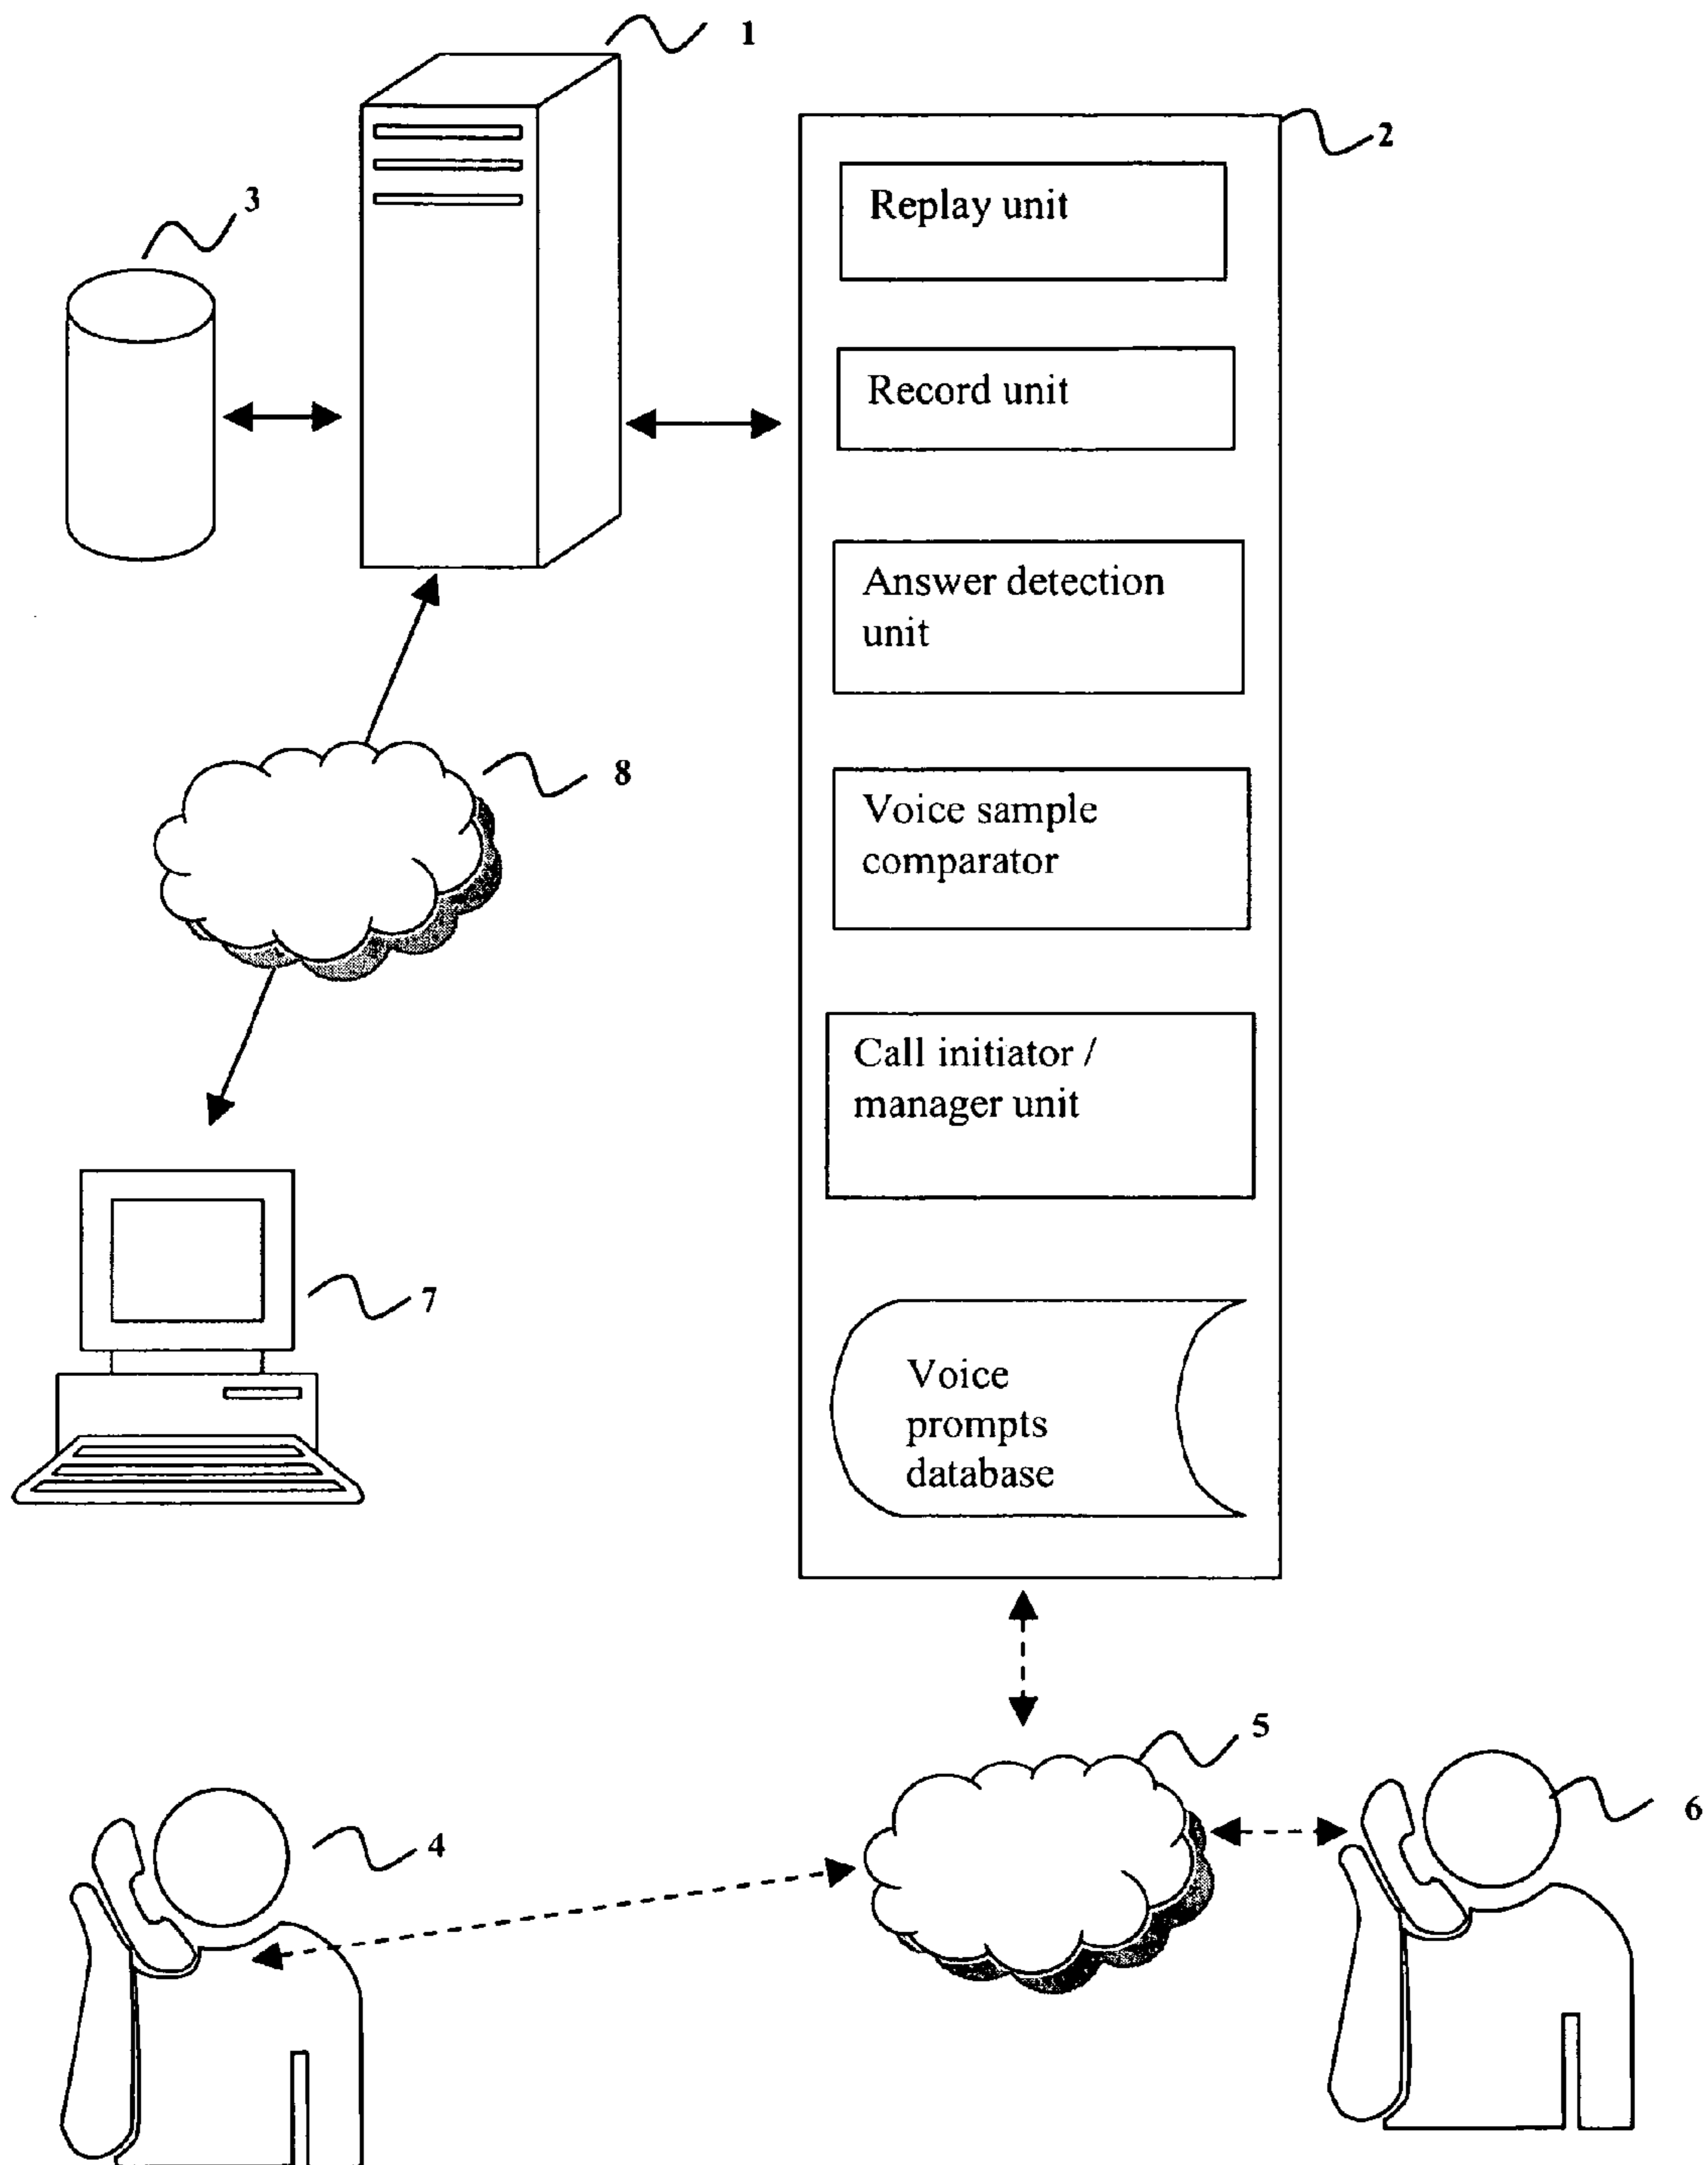 1
2
Replay unit
3
Record unit
Answer detection
unit
8
Voice sample
comparator
Call initiator /
manager unit
7
Voice
prompts
database
5
6
4